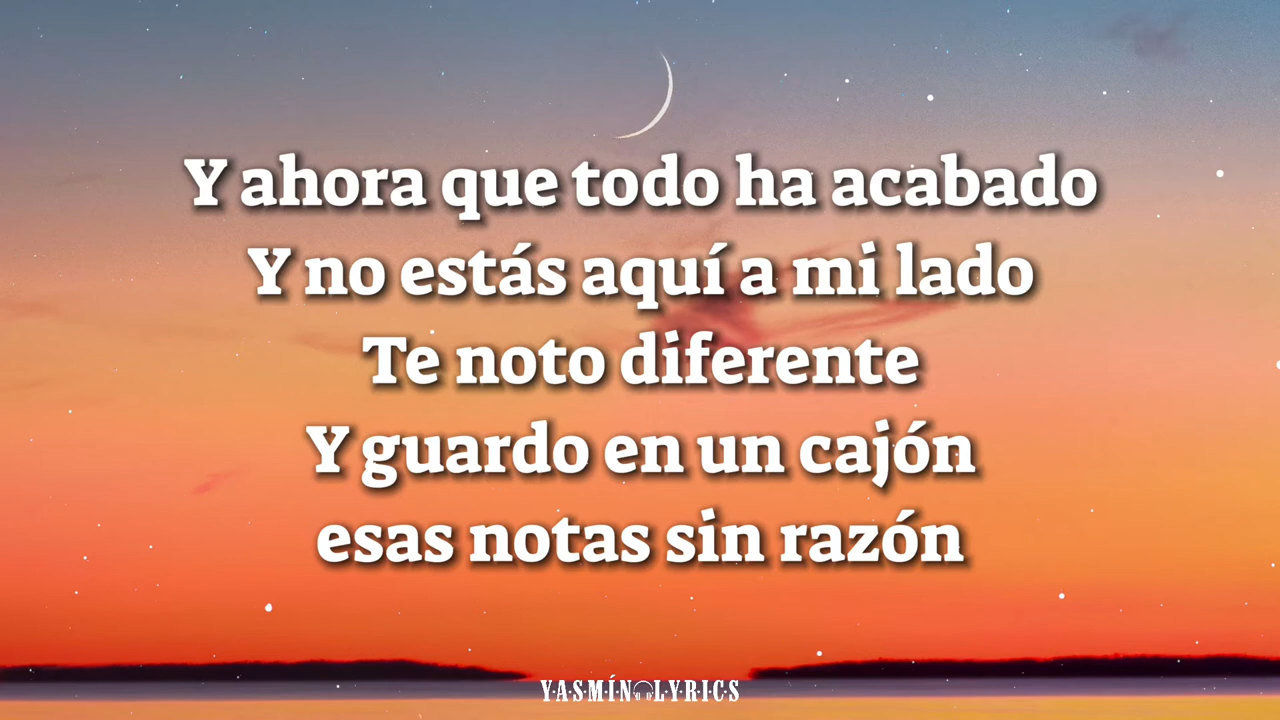 Y ahora que todo ha acabado
Y no estás aquí a mi lado
Te noto diferente
Y guardo en un cajón
esas notas sin razón
YASMÍN LYRICS